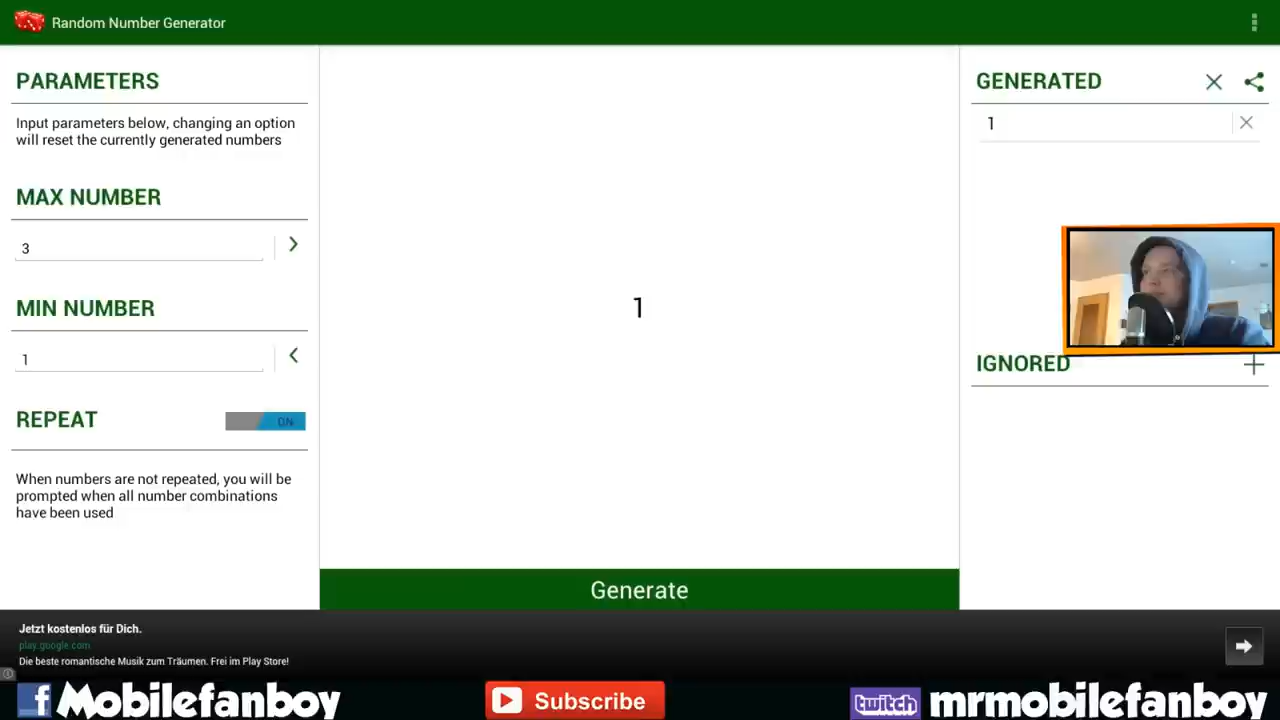 Random Number Generator
PARAMETERS
Input parameters below, changing an option
will reset the currently generated numbers
MAX NUMBER
3
MIN NUMBER
1
REPEAT
ON
When numbers are not repeated, you will be
prompted when all number combinations
have been used
1
Generate
GENERATED
1
IGNORED
Jetzt kostenlos für Dich.
play.google.com
Die beste romantische Musik zum Träumen. Frei im Play Store!
f Mobilefanboy
Subscribe
twitch mrmobilefanboy